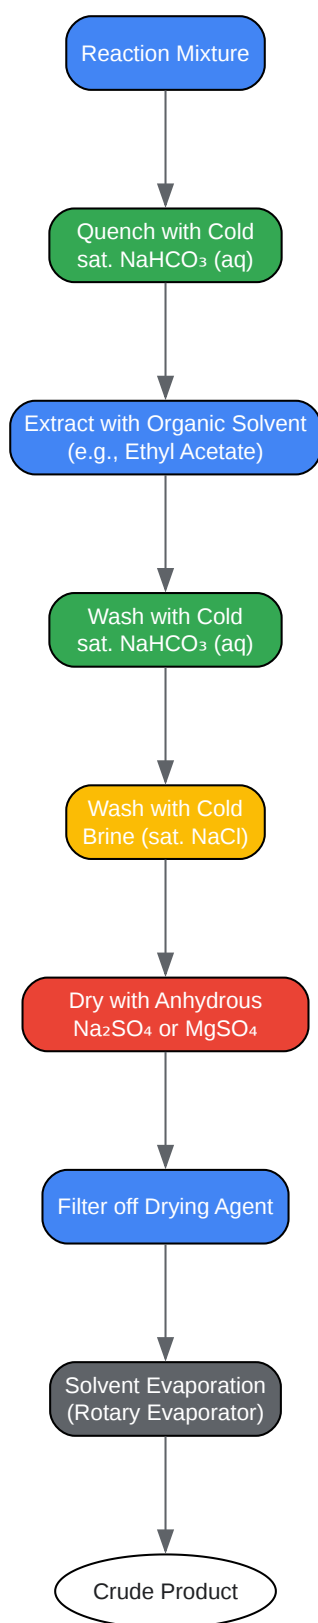 Reaction Mixture
Quench with Cold
sat. NaHCO₃ (aq)
Extract with Organic Solvent
(e.g., Ethyl Acetate)
Wash with Cold
sat. NaHCO₃ (aq)
Wash with Cold
Brine (sat. NaCl)
Dry with Anhydrous
Na₂SO₄ or MgSO₄
Filter off Drying Agent
Solvent Evaporation
(Rotary Evaporator)
Crude Product